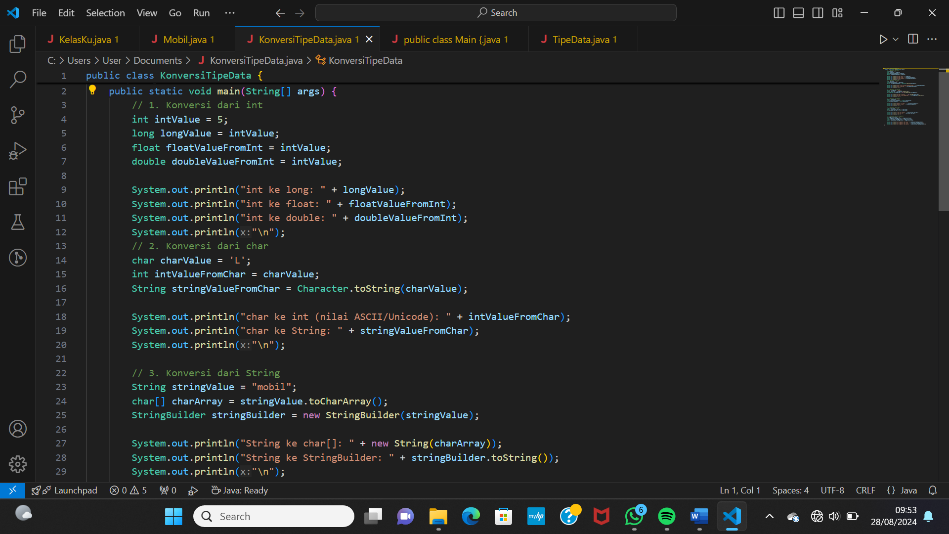 File Edit Selection View Go Run ··· Search
KelasKu.java 1 Mobil.java 1 KonversiTipeData.java 1 public class Main {.java 1 TipeData.java 1
C: > Users > User > Documents > KonversiTipeData.java > KonversiTipeData
1 public class KonversiTipeData {
2 public static void main(String[] args) {
3 // 1. Konversi dari int
4 int intValue = 5;
5 long longValue = intValue;
6 float floatValueFromInt = intValue;
7 double doubleValueFromInt = intValue;
8
9 System.out.println("int ke long: " + longValue);
10 System.out.println("int ke float: " + floatValueFromInt);
11 System.out.println("int ke double: " + doubleValueFromInt);
12 System.out.println(x:"\n");
13 // 2. Konversi dari char
14 char charValue = 'L';
15 int intValueFromChar = charValue;
16 String stringValueFromChar = Character.toString(charValue);
17
18 System.out.println("char ke int (nilai ASCII/Unicode): " + intValueFromChar);
19 System.out.println("char ke String: " + stringValueFromChar);
20 System.out.println(x:"\n");
21
22 // 3. Konversi dari String
23 String stringValue = "mobil";
24 char[] charArray = stringValue.toCharArray();
25 StringBuilder stringBuilder = new StringBuilder(stringValue);
26
27 System.out.println("String ke char[]: " + new String(charArray));
28 System.out.println("String ke StringBuilder: " + stringBuilder.toString());
29 System.out.println(x:"\n");
Launchpad 0 5 0 Java: Ready Ln 1, Col 1 Spaces: 4 UTF-8 CRLF {} Java
Search 6 09:53
28/08/2024